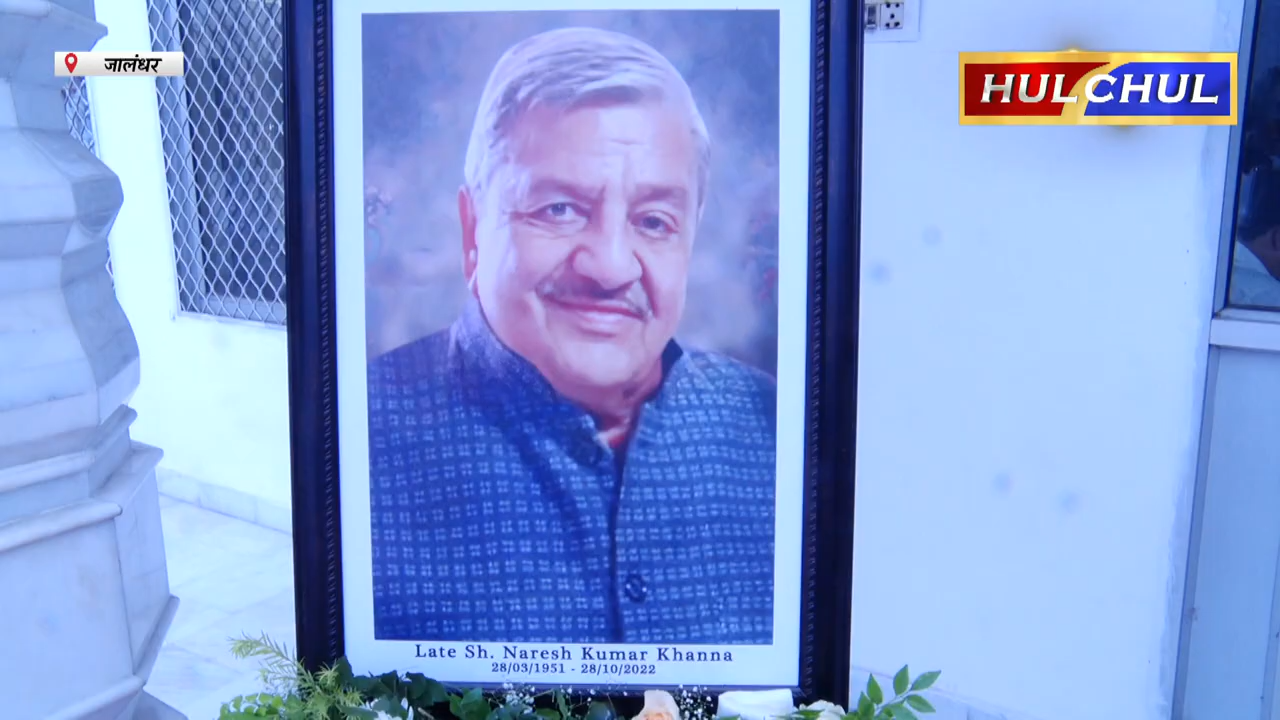 जालंधर
HULCHUL
Late Sh. Naresh Kumar Khanna
28/03/1951 - 28/10/2022